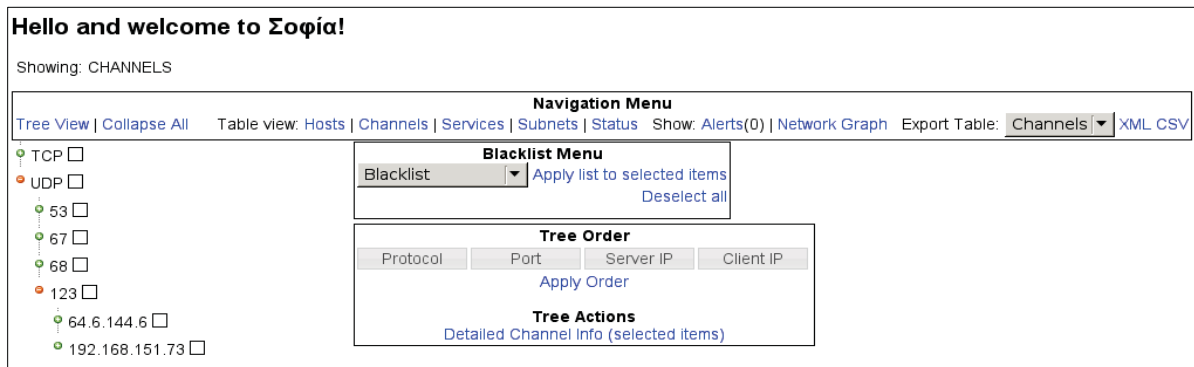 Hello and welcome to Σοφία!
Showing: CHANNELS
Navigation Menu
Tree View | Collapse All Table view: Hosts | Channels | Services | Subnets | Status Show: Alerts(0) | Network Graph Export Table: Channels XML CSV
TCP
UDP
53
67
68
123
64.6.144.6
192.168.151.73
Blacklist Menu
Blacklist Apply list to selected items
Deselect all
Tree Order
Protocol Port Server IP Client IP
Apply Order
Tree Actions
Detailed Channel Info (selected items)